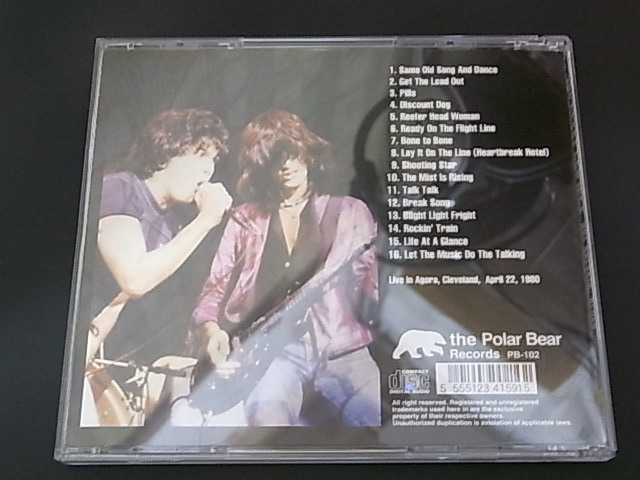 1. Same Old Song And Dance
2. Get The Lead Out
3. Pills
4. Discount Dog
5. Reefer Head Woman
6. Ready On The Flight Line
7. Bone to Bone
8. Lay It On The Line (Heartbreak Hotel)
9. Shooting Star
10. The Mist is Rising
11. Talk Talk
12. Break Song
13. Blight Light Fright
14. Rockin' Train
15. Life At A Glance
16. Let The Music Do The Talking
Live in Agora, Cleveland, April 22, 1980
the Polar Bear
Records PB-102
COMPACT
disc
DIGITAL AUDIO
5 555123 415915
All right reserved. Registered and unregistered
trademarks used here in are the exclusive
property of their respective owners.
Unauthorized duplication is a violation of applicable laws.